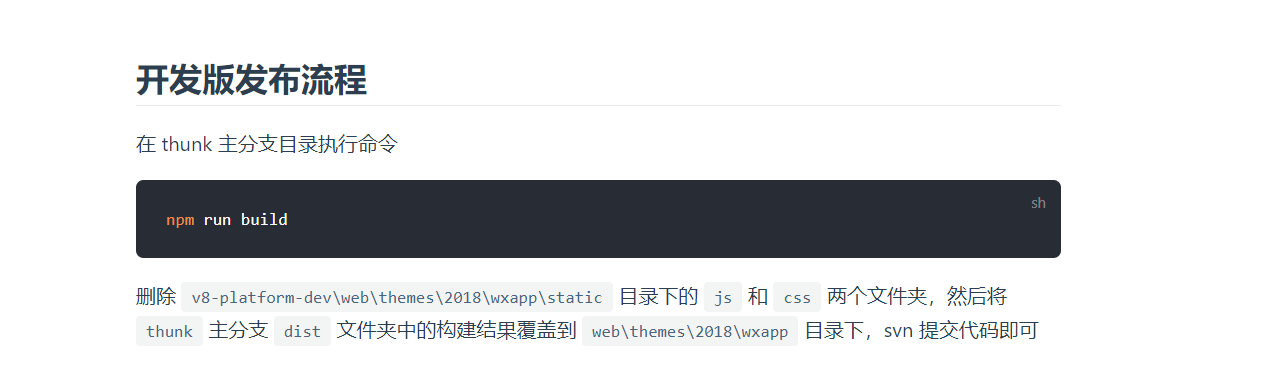 开发版发布流程
在 thunk 主分支目录执行命令
sh
npm run build
删除 v8-platform-dev\web\themes\2018\wxapp\static 目录下的 js 和 css 两个文件夹，然后将
thunk 主分支 dist 文件夹中的构建结果覆盖到 web\themes\2018\wxapp 目录下，svn 提交代码即可